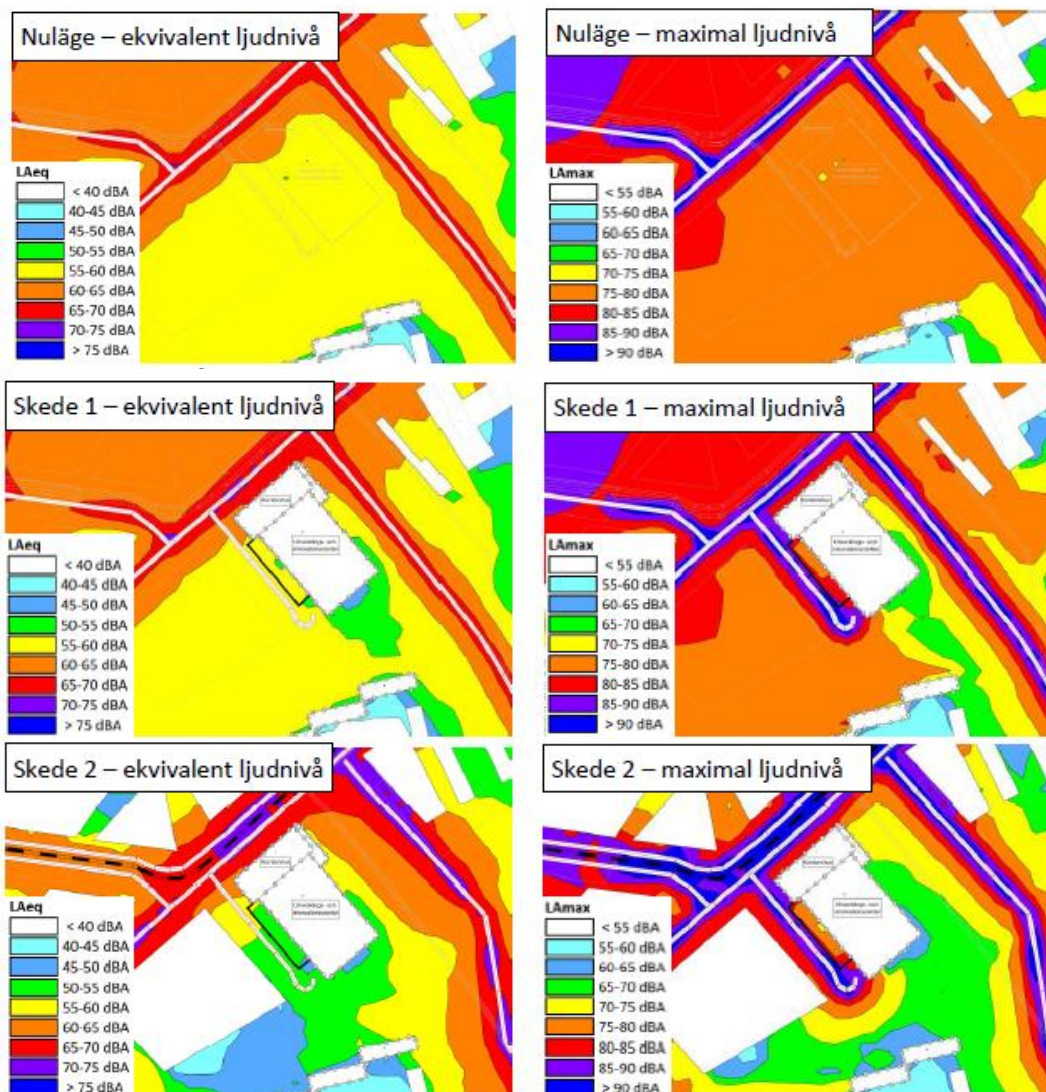 Nuläge – ekvivalent ljudnivå
LAeq
< 40 dBA
40-45 dBA
45-50 dBA
50-55 dBA
55-60 dBA
60-65 dBA
65-70 dBA
70-75 dBA
> 75 dBA
Nuläge – maximal ljudnivå
LAmax
< 55 dBA
55-60 dBA
60-65 dBA
65-70 dBA
70-75 dBA
75-80 dBA
80-85 dBA
85-90 dBA
> 90 dBA
Skede 1 – ekvivalent ljudnivå
LAeq
< 40 dBA
40-45 dBA
45-50 dBA
50-55 dBA
55-60 dBA
60-65 dBA
65-70 dBA
70-75 dBA
> 75 dBA
Skede 1 – maximal ljudnivå
LAmax
< 55 dBA
55-60 dBA
60-65 dBA
65-70 dBA
70-75 dBA
75-80 dBA
80-85 dBA
85-90 dBA
> 90 dBA
Skede 2 – ekvivalent ljudnivå
LAeq
< 40 dBA
40-45 dBA
45-50 dBA
50-55 dBA
55-60 dBA
60-65 dBA
65-70 dBA
70-75 dBA
> 75 dBA
Skede 2 – maximal ljudnivå
LAmax
< 55 dBA
55-60 dBA
60-65 dBA
65-70 dBA
70-75 dBA
75-80 dBA
80-85 dBA
85-90 dBA
> 90 dBA